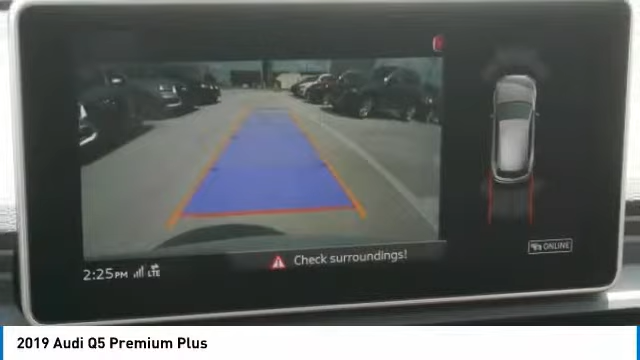 Check surroundings!
2:25PM LTE
ONLINE
2019 Audi Q5 Premium Plus